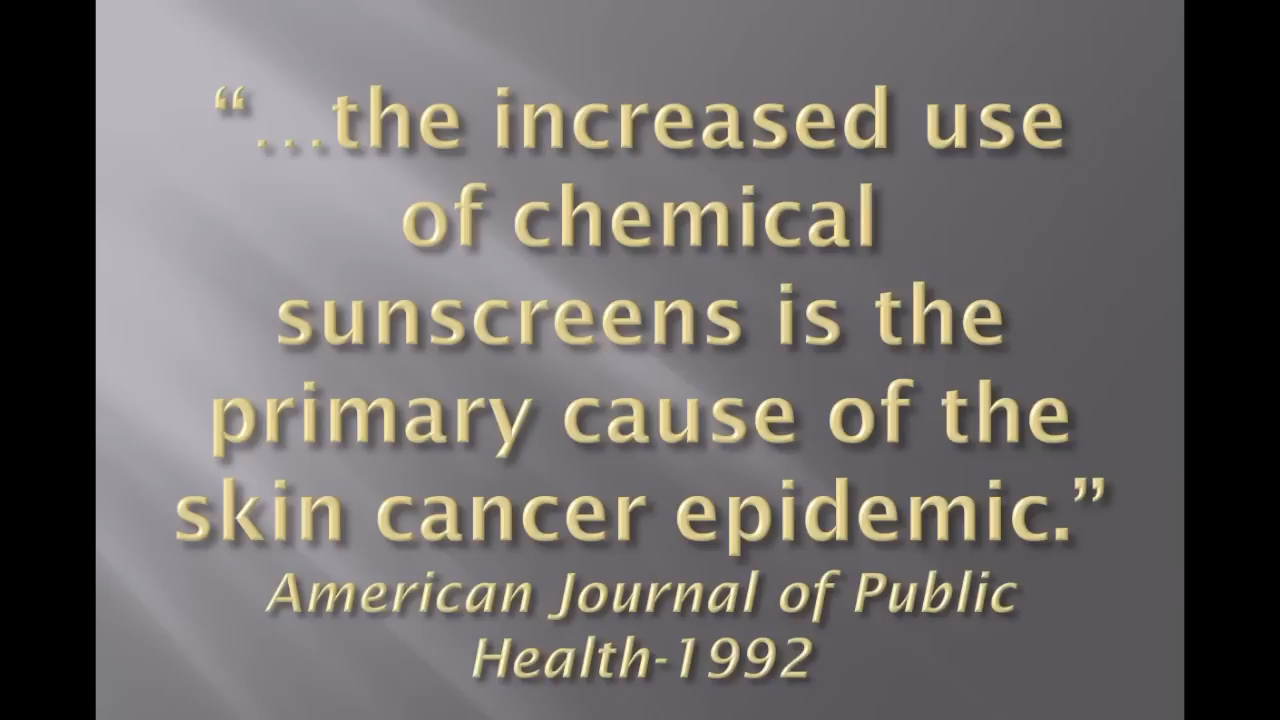 “…the increased use
of chemical
sunscreens is the
primary cause of the
skin cancer epidemic.”
American Journal of Public
Health-1992